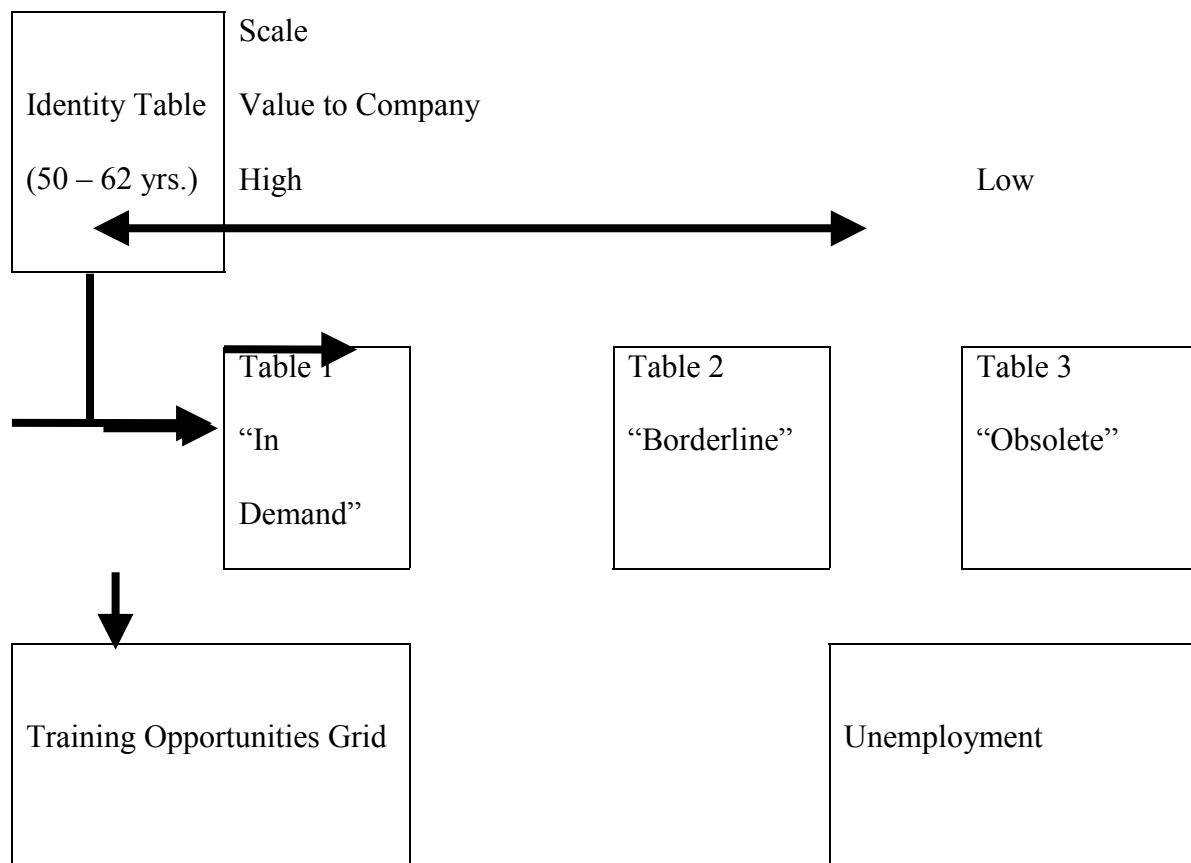 Scale
Identity Table
Value to Company
(50 – 62 yrs.)
High
Low
Table 1
“In
Demand”
Table 2
“Borderline”
Table 3
“Obsolete”
Training Opportunities Grid
Unemployment